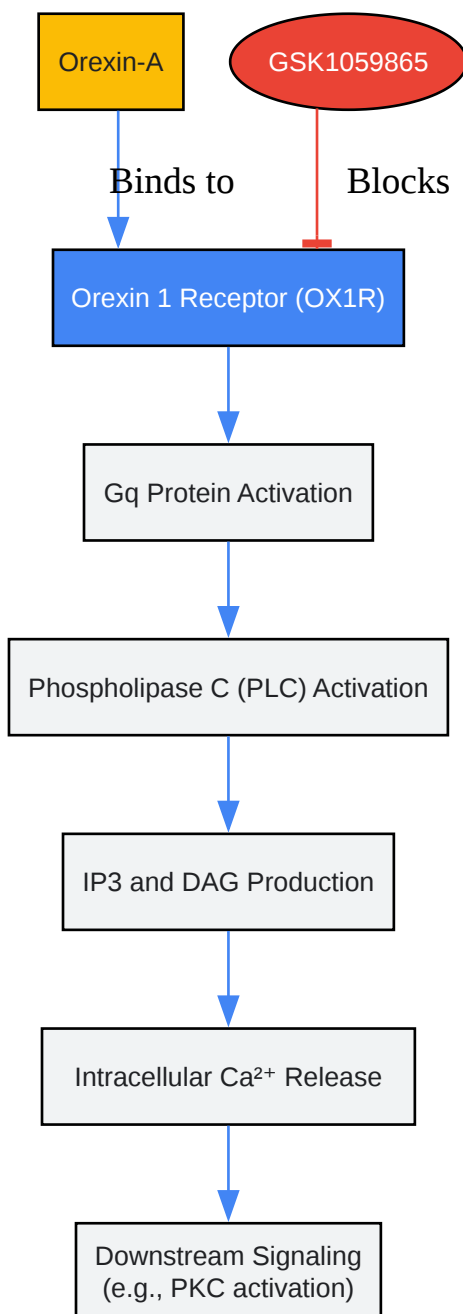 Orexin-A
GSK1059865
Binds to
Blocks
Orexin 1 Receptor (OX1R)
Gq Protein Activation
Phospholipase C (PLC) Activation
IP3 and DAG Production
Intracellular Ca²⁺ Release
Downstream Signaling
(e.g., PKC activation)